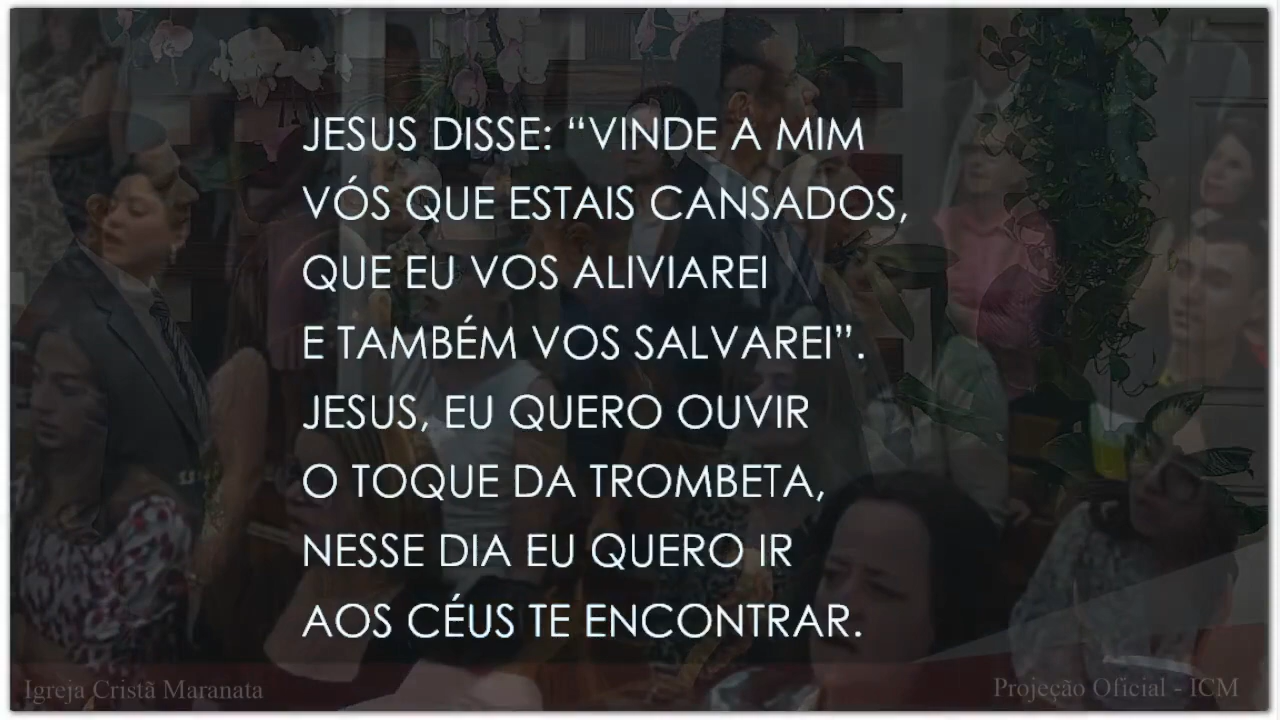 JESUS DISSE: “VINDE A MIM
VÓS QUE ESTAIS CANSADOS,
QUE EU VOS ALIVIAREI
E TAMBÉM VOS SALVAREI”.
JESUS, EU QUERO OUVIR
O TOQUE DA TROMBETA,
NESSE DIA EU QUERO IR
AOS CÉUS TE ENCONTRAR.
Igreja Cristã Maranata
Projeção Oficial - ICM